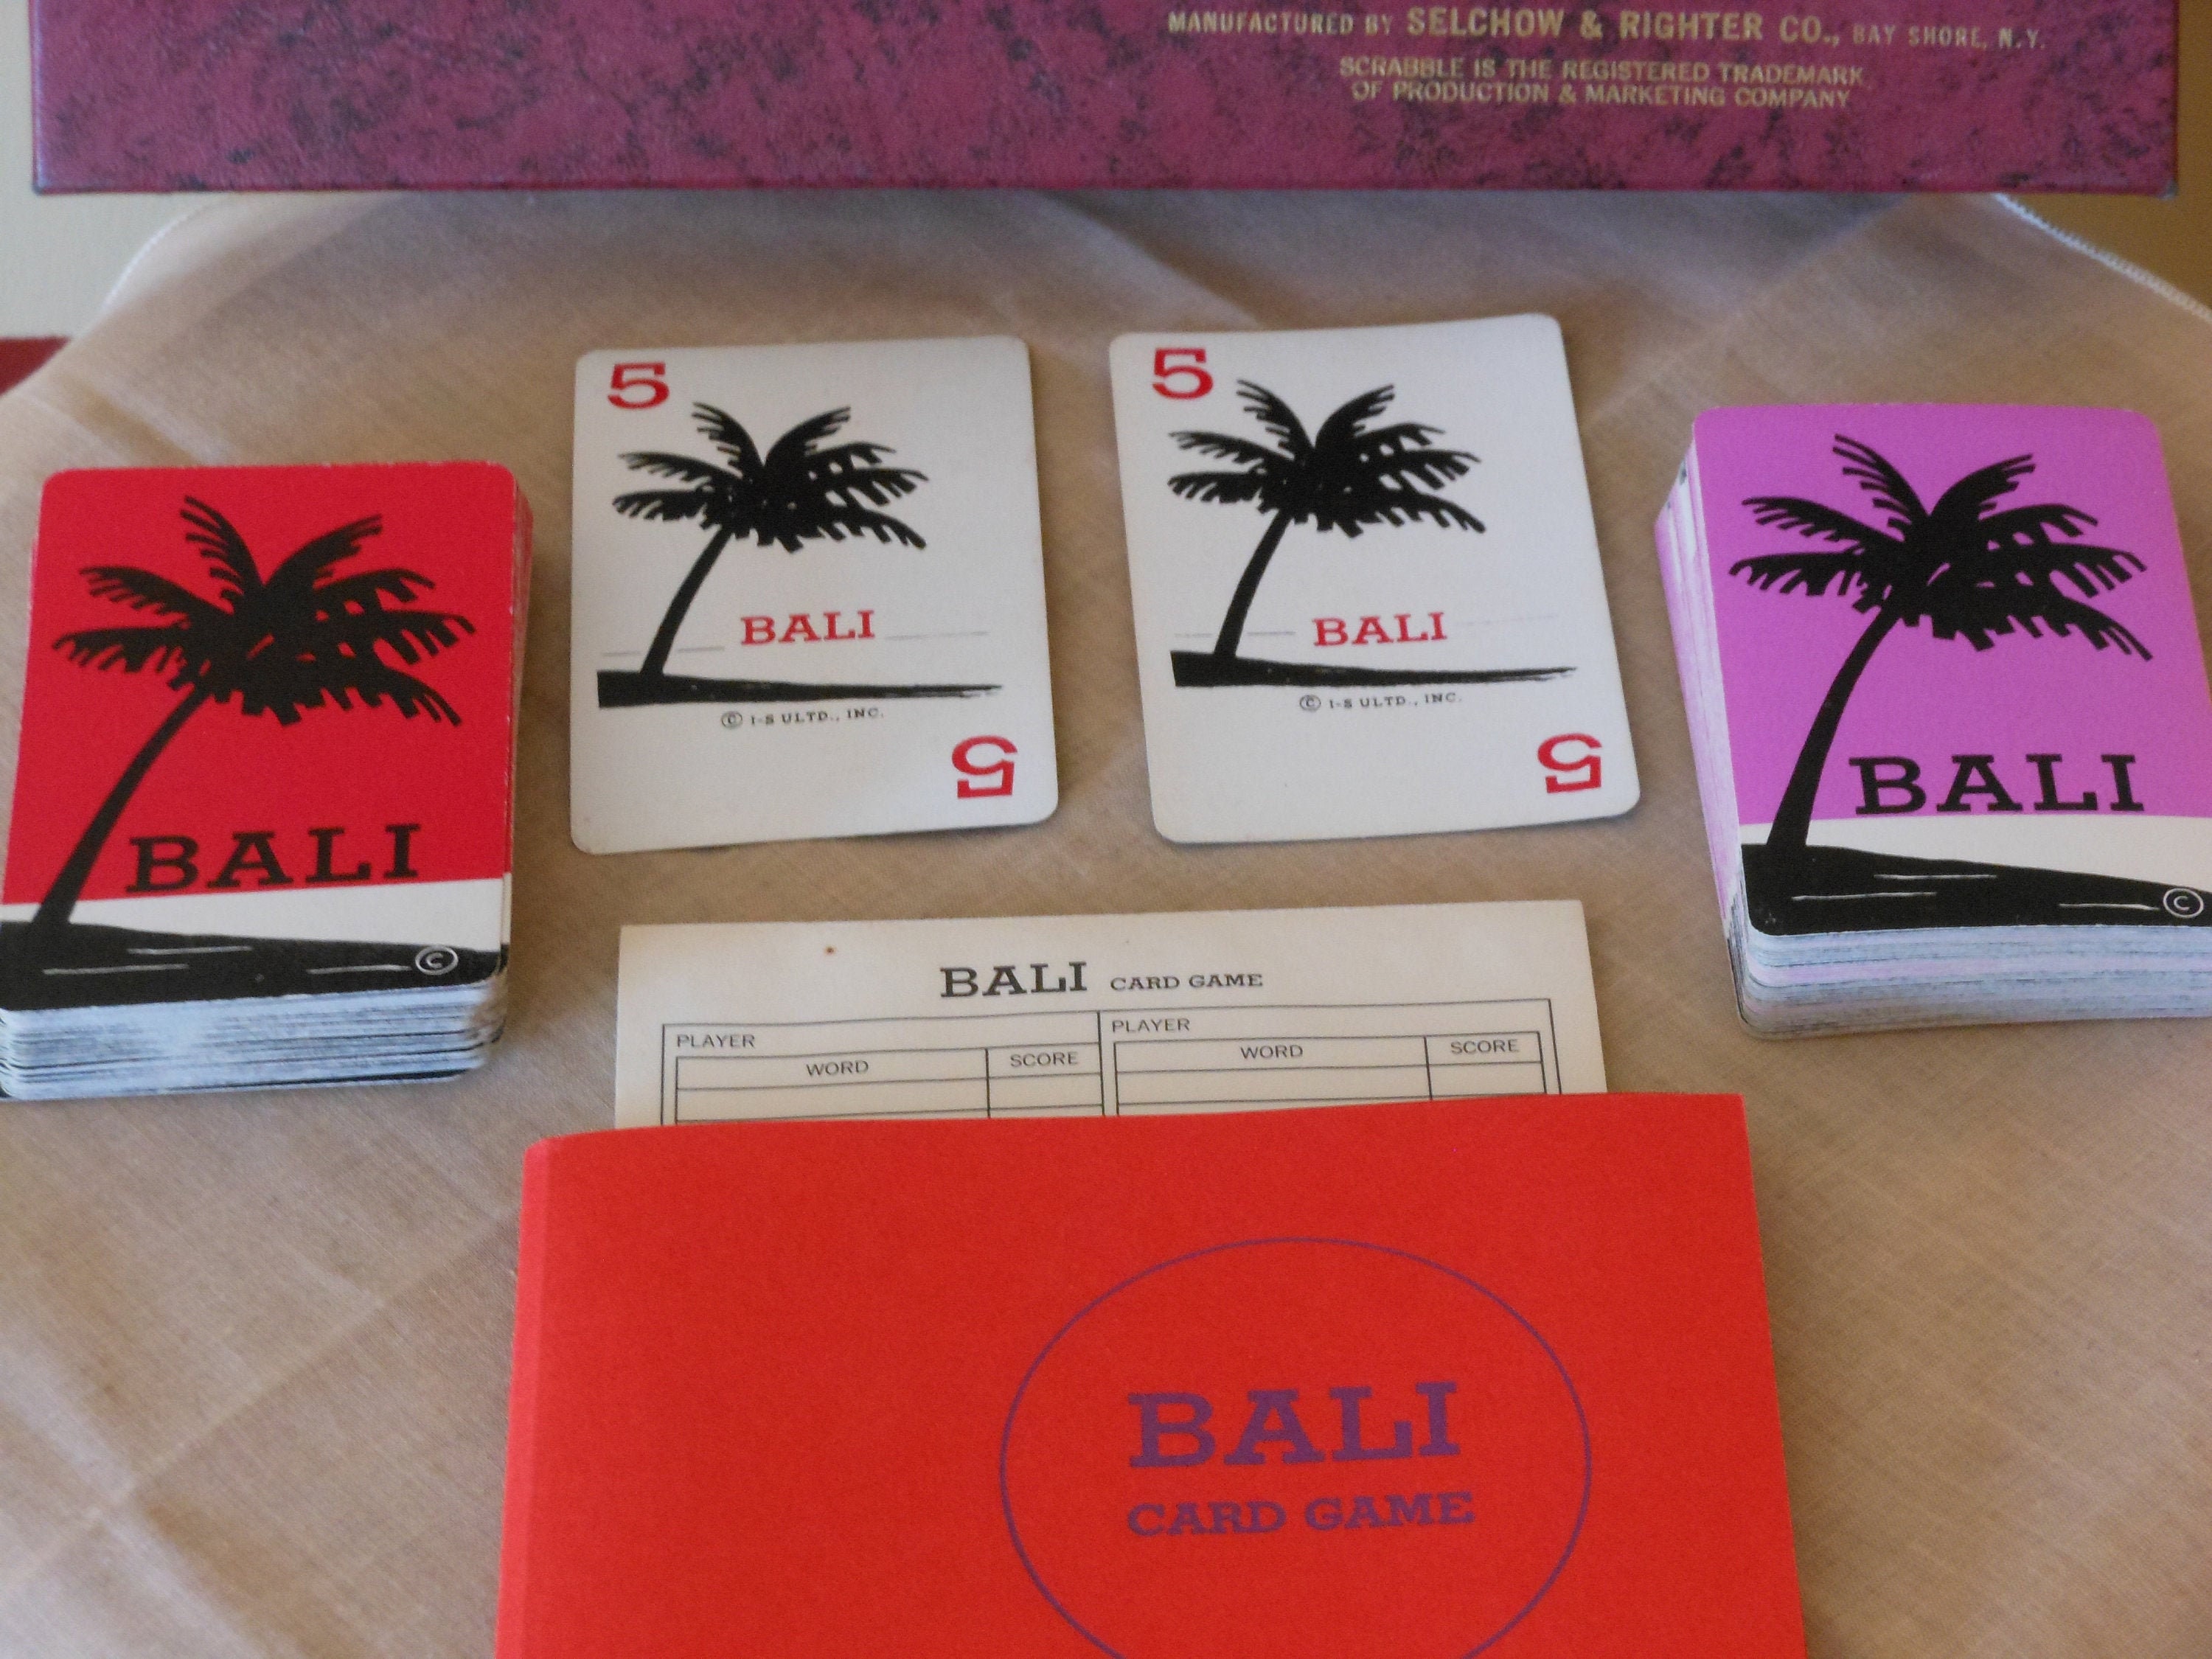 MANUFACTURED BY SELCHOW & RIGHTER CO., BAY SHORE, N.Y.
SCRABBLE IS THE REGISTERED TRADEMARK
OF PRODUCTION & MARKETING COMPANY
5
BALI
© I-S ULTD., INC.
5
5
BALI
© I-S ULTD., INC.
5
BALI
©
BALI
©
BALI CARD GAME
PLAYER
WORD SCORE
PLAYER
WORD SCORE
BALI
CARD GAME